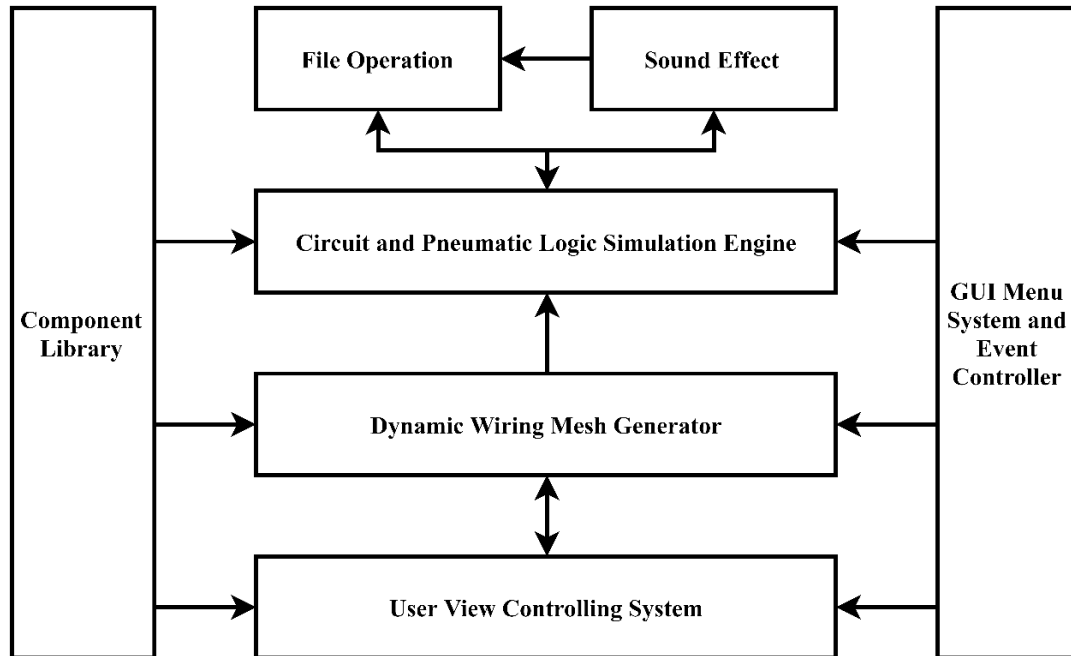 File Operation
Sound Effect
Circuit and Pneumatic Logic Simulation Engine
Component
Library
GUI Menu
System and
Event
Controller
Dynamic Wiring Mesh Generator
User View Controlling System